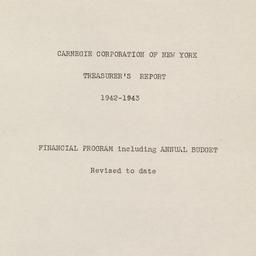 CARNEGIE CORPORATION OF NEW YORK
TREASURER'S REPORT
1942-1943
FINANCIAL PROGRAM including ANNUAL BUDGET
Revised to date